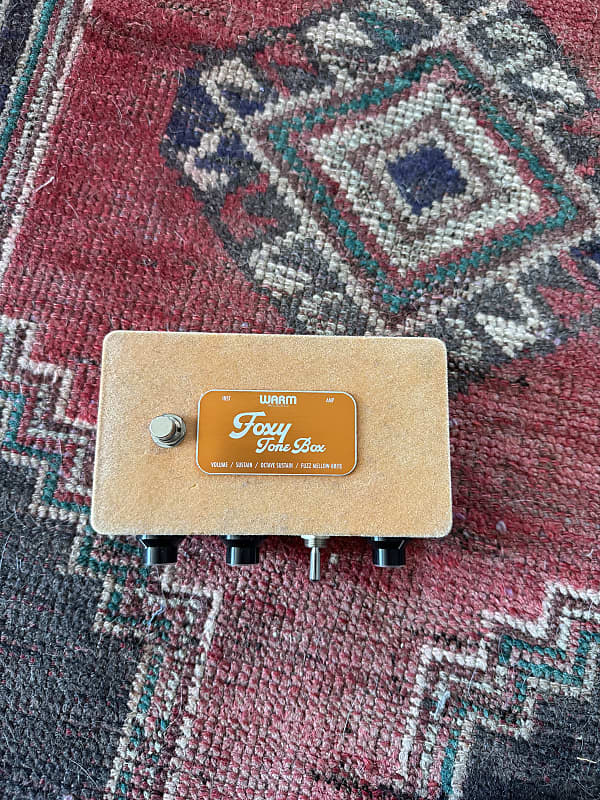 INST WARM AMP
Foxy
Tone Box
VOLUME / SUSTAIN / OCTAVE SUSTAIN / FUZZ MELLOW-BRITE